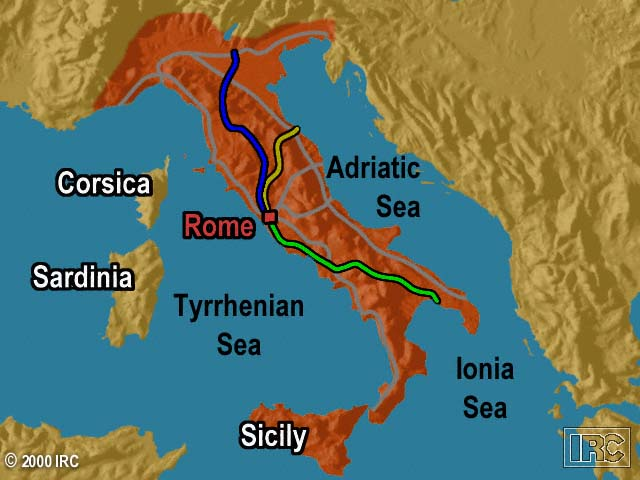 Corsica
Adriatic
Sea
Rome
Sardinia
Tyrrhenian
Sea
Ionia
Sea
Sicily
© 2000 IRC
IRC